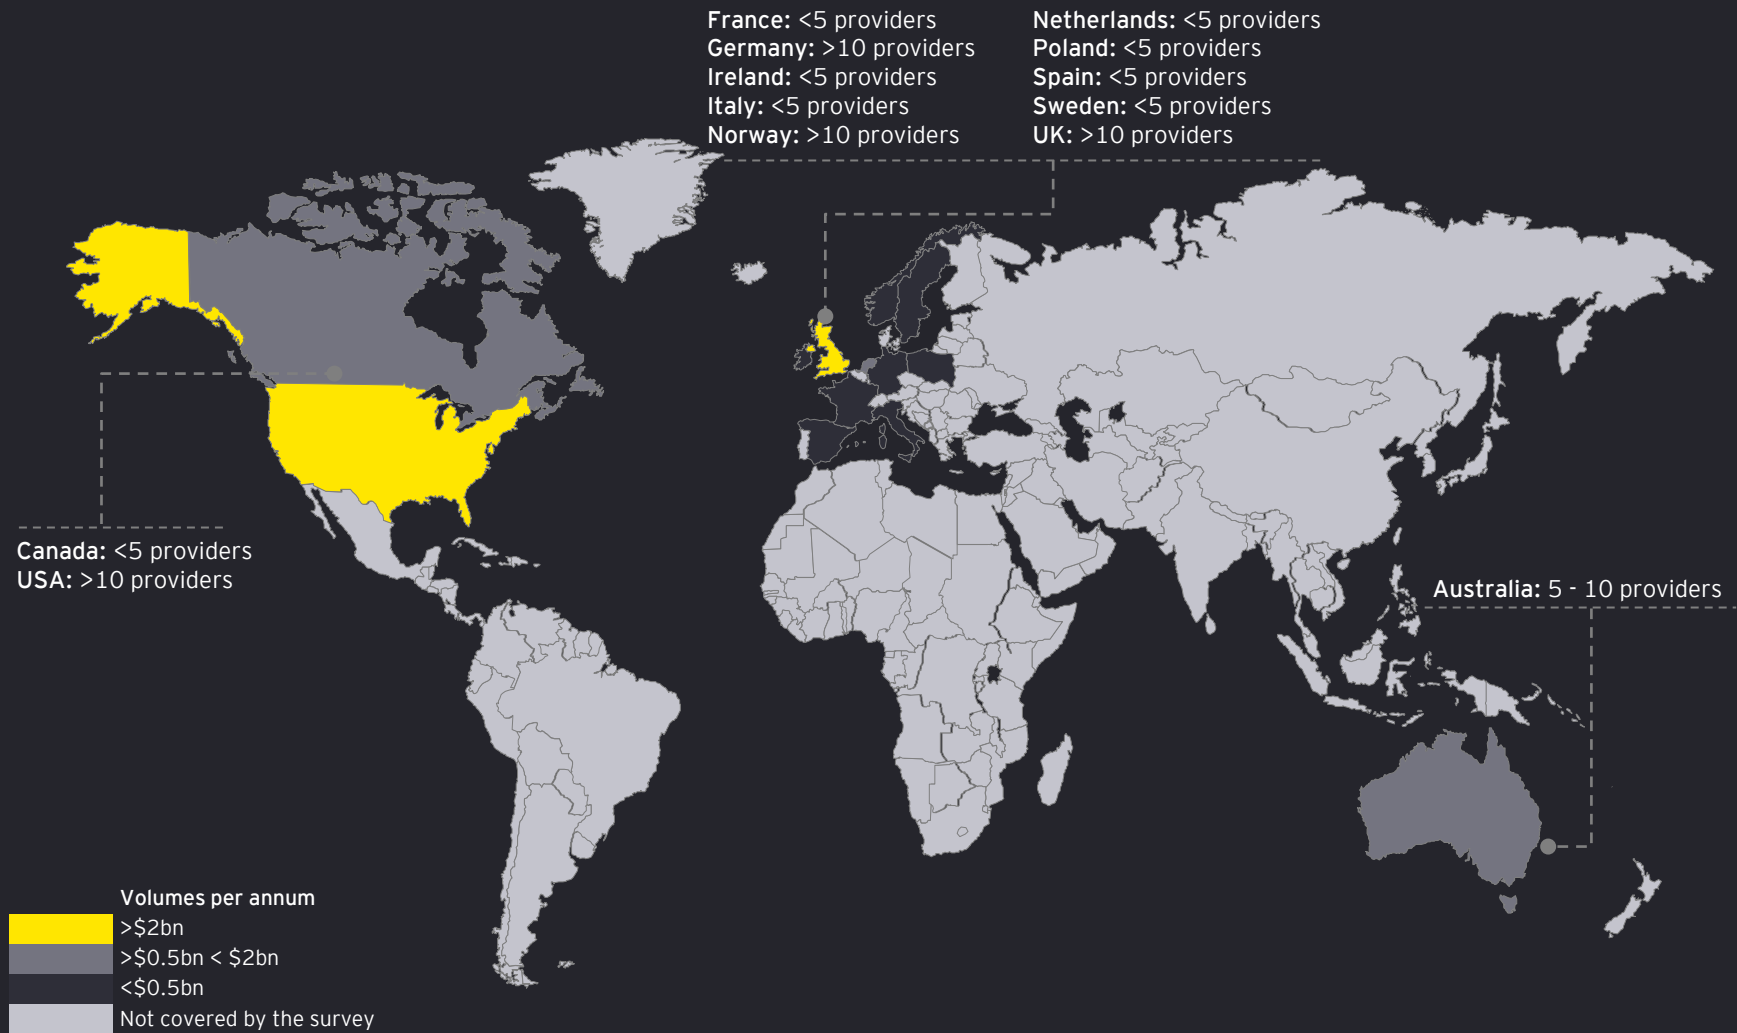 France: <5 providers
Germany: >10 providers
Ireland: <5 providers
Italy: <5 providers
Norway: >10 providers
Netherlands: <5 providers
Poland: <5 providers
Spain: <5 providers
Sweden: <5 providers
UK: >10 providers
Canada: <5 providers
USA: >10 providers
Australia: 5 - 10 providers
Volumes per annum
>$2bn
>$0.5bn < $2bn
<$0.5bn
Not covered by the survey